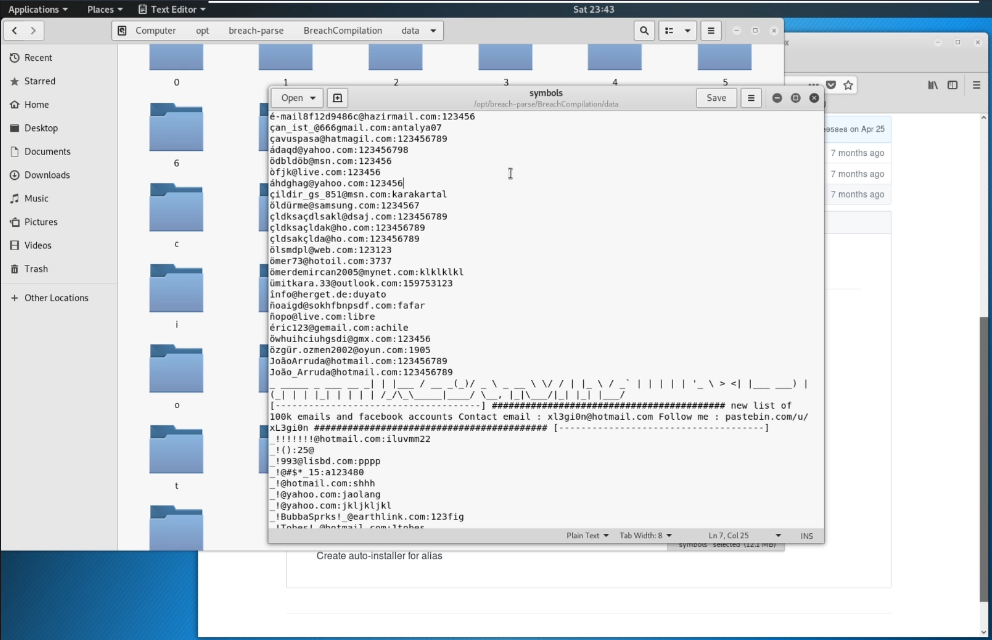 Applications Places Text Editor Sat 23:43
Computer opt breach-parse BreachCompilation data
Recent
Starred
Home
Desktop
Documents
Downloads
Music
Pictures
Videos
Trash
+ Other Locations
0 1 2 3 4 5
6
c
i
o
t
on Apr 25
7 months ago
7 months ago
7 months ago
Open symbols Save
/opt/breach-parse/BreachCompilation/data
é-mail8f12d9486c@hazirmail.com:123456
çan_ist_@666gmail.com:antalya07
çavuspasa@hatmagil.com:123456789
ádaqd@yahoo.com:123456798
ödbldöb@msn.com:123456
òfjk@live.com:123456
áhdghag@yahoo.com:123456
çildir_gs_851@msn.com:karakartal
öldürme@samsung.com:1234567
çldksaçdlsakl@dsaj.com:123456789
çldksaçklda@ho.com:123456789
çldsakçlda@ho.com:123456789
ölsmdpl@web.com:123123
ömer73@hotoil.com:3737
ömerdemircan2005@mynet.com:klklklkl
ümitkara.33@outlook.com:159753123
înfo@herget.de:duyato
ñoaigd@sokhfbnpsdf.com:fafar
ñopo@live.com:libre
éric123@gemail.com:achile
öwhuihciuhgsdi@gmx.com:123456
özgür.ozmen2002@oyun.com:1905
JoãoArruda@hotmail.com:123456789
João_Arruda@hotmail.com:123456789
_ _____ _ ___ __ _| | |___ / __ _(_)/ _ \ _ __ \ \/ / | |_ \ / _` | | | | | '_ \ > <| |___ ___) |
(_| | | |_| | | | | /_/\_\_____|____/ \__, |_|\___/|_| |_| |___/
[-------------------------------------] ########################################## new list of
100k emails and facebook accounts Contact email : xl3gi0n@hotmail.com Follow me : pastebin.com/u/
xL3gi0n ########################################## [-------------------------------------]
_!!!!!!!@hotmail.com:iluvmm22
_!():25@
_!993@lisbd.com:pppp
_!@#$*_15:a123480
_!@hotmail.com:shhh
_!@yahoo.com:jaolang
_!@yahoo.com:jkljkljkl
_!BubbaSprks!_@earthlink.com:123fig
Plain Text Tab Width: 8 Ln 7, Col 25 INS
"symbols" selected (12.1 MB)
Create auto-installer for alias